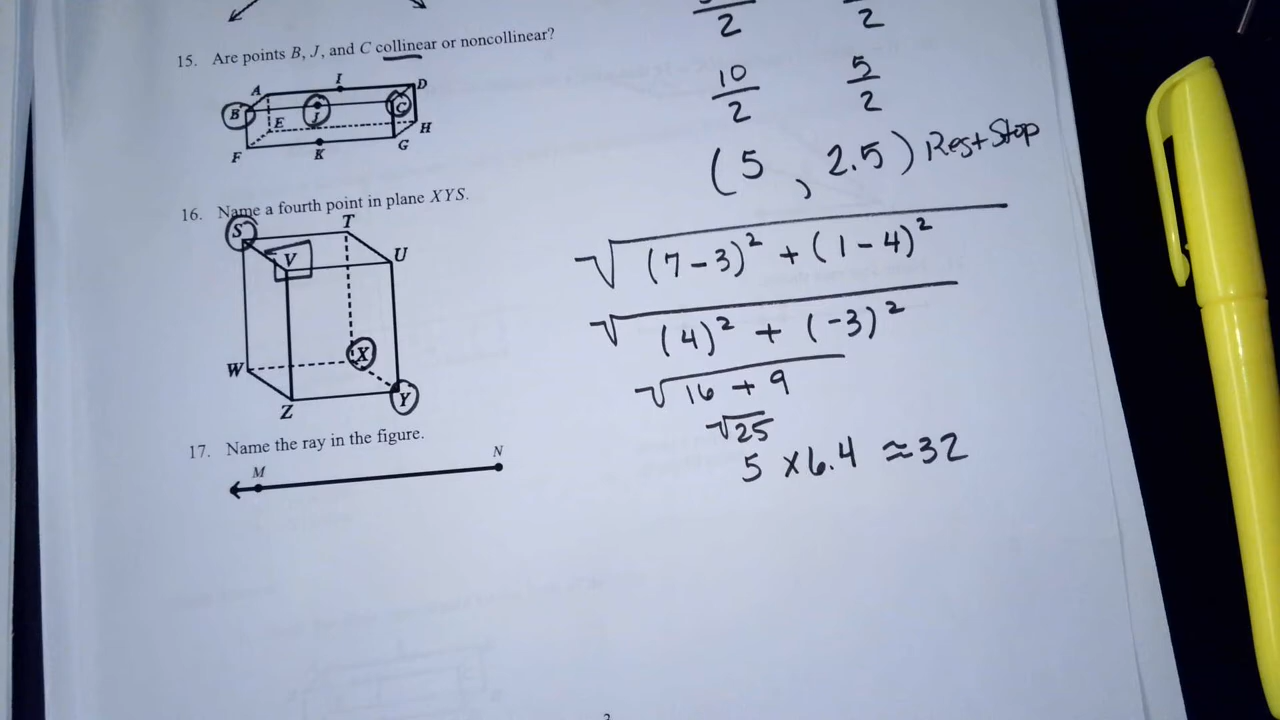 2 2
15. Are points B, J, and C collinear or noncollinear?
10/2 5/2
A I D
B J C
E H
F K G
(5, 2.5) Rest Stop
16. Name a fourth point in plane XYS.
S T
V U
W X
Z Y
√(7-3)² + (1-4)²
√(4)² + (-3)²
√16 + 9
√25
5 × 6.4 ≈ 32
17. Name the ray in the figure.
M N